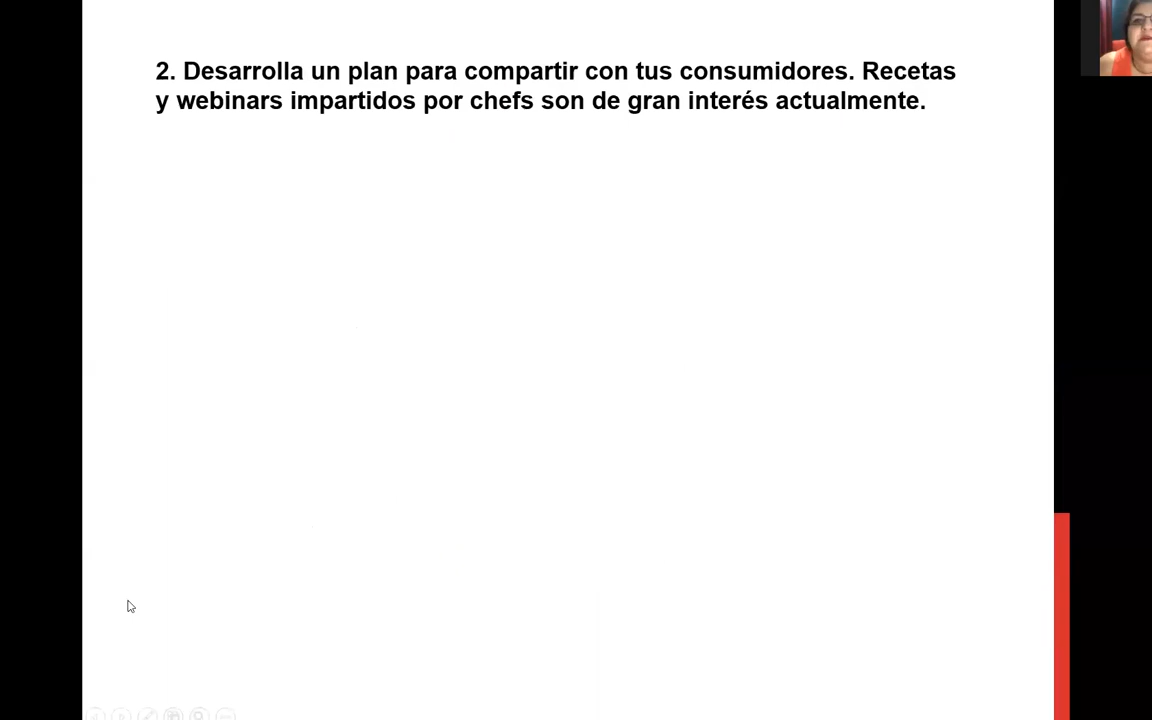 2. Desarrolla un plan para compartir con tus consumidores. Recetas
y webinars impartidos por chefs son de gran interés actualmente.